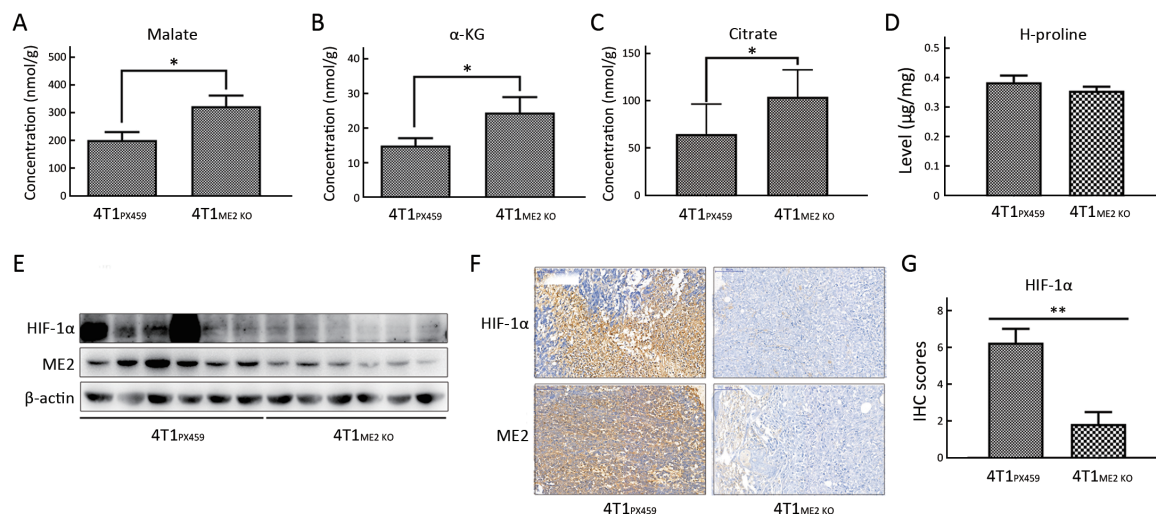 A
Malate
Concentration (nmol/g)
500
400
300
200
100
0
*
4T1PX459
4T1ME2 KO
B
α-KG
Concentration (nmol/g)
40
30
20
10
0
*
4T1PX459
4T1ME2 KO
C
Citrate
Concentration (nmol/g)
150
100
50
0
*
4T1PX459
4T1ME2 KO
D
H-proline
Level (μg/mg)
0.5
0.4
0.3
0.2
0.1
0
4T1PX459
4T1ME2 KO
E
HIF-1α
ME2
β-actin
4T1PX459
4T1ME2 KO
F
HIF-1α
ME2
4T1PX459
4T1ME2 KO
G
HIF-1α
IHC scores
8
6
4
2
0
**
4T1PX459
4T1ME2 KO